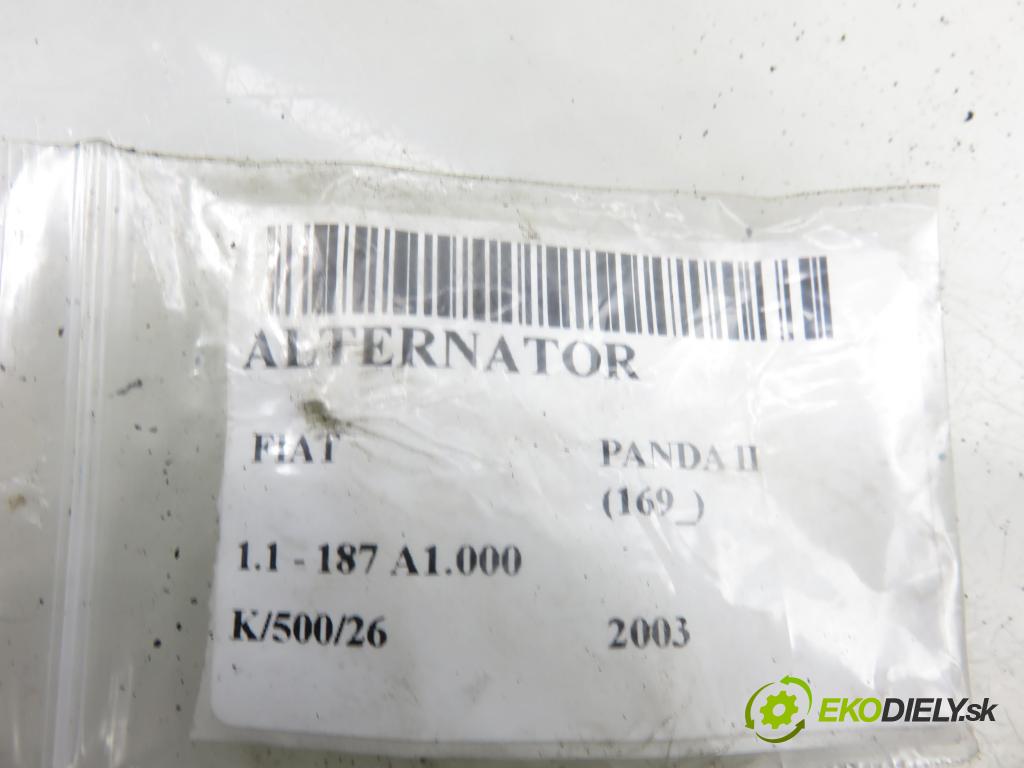 ALTERNATOR
FIAT PANDA II
(169_)
1.1 - 187 A1.000
K/500/26 2003
EKODIELY.sk